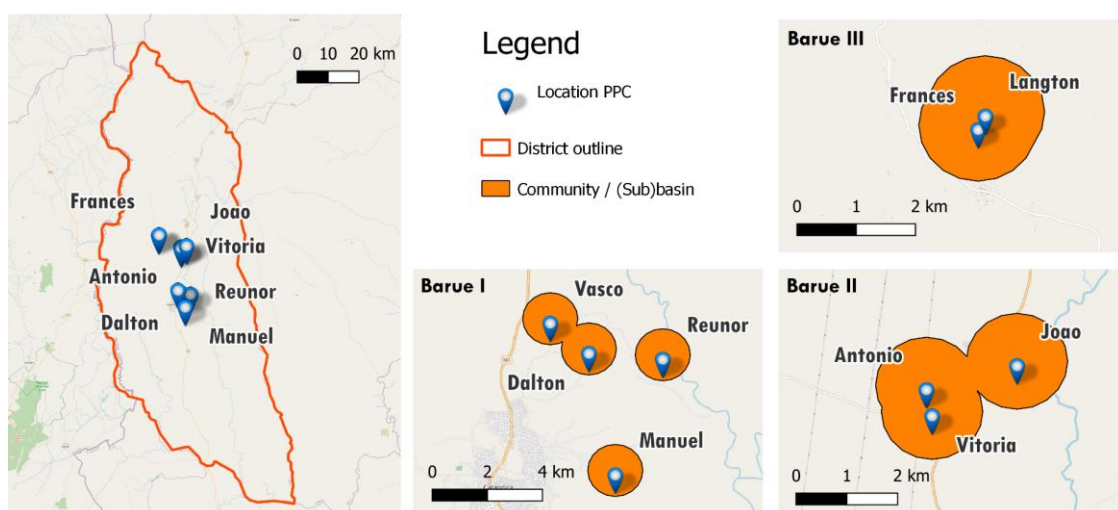 0 10 20 km
Frances
Joao
Vitoria
Antonio
Reunor
Dalton
Manuel
Legend
Location PPC
District outline
Community / (Sub)basin
Barue III
Langton
Frances
0 1 2 km
Barue I
Vasco
Reunor
Dalton
Manuel
0 2 4 km
Barue II
Joao
Antonio
Vitoria
0 1 2 km